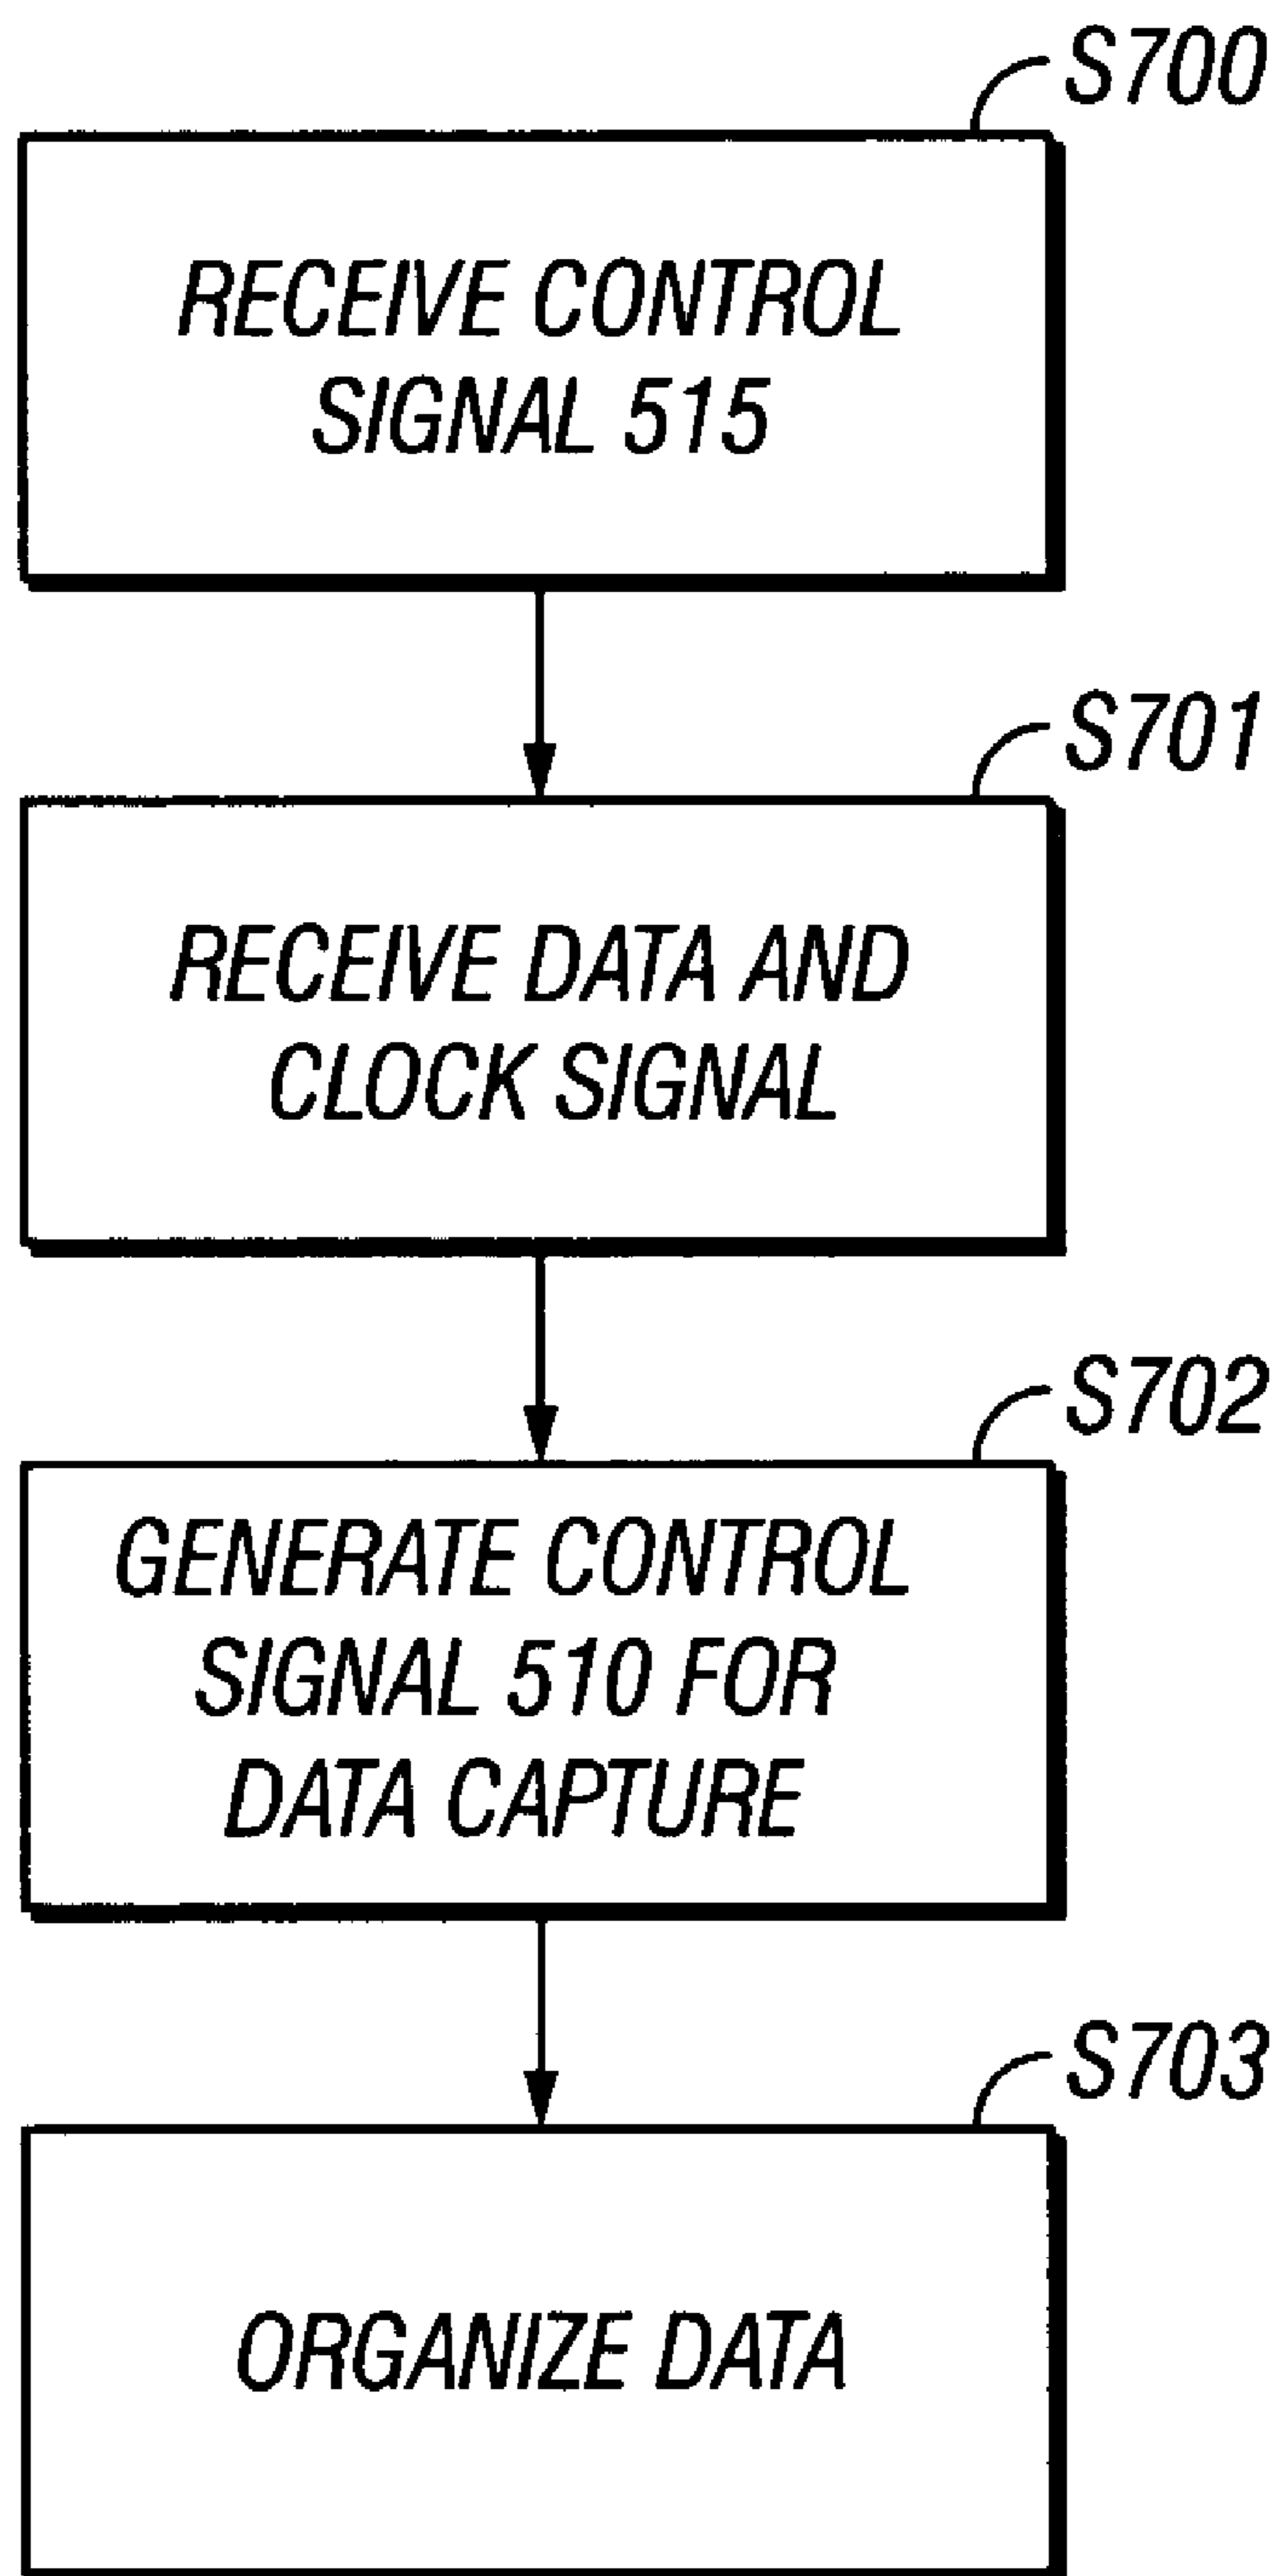 S700
RECEIVE CONTROL
SIGNAL 515
S701
RECEIVE DATA AND
CLOCK SIGNAL
S702
GENERATE CONTROL
SIGNAL 510 FOR
DATA CAPTURE
S703
ORGANIZE DATA